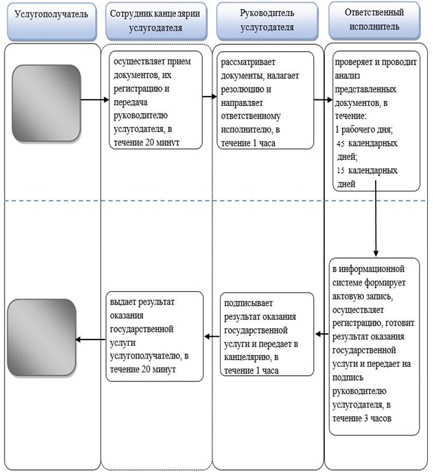 Услугополучатель
Сотрудник канцелярии
услугодателя
Руководитель
услугодателя
Ответственный
исполнитель
осуществляет прием
документов, их
регистрацию и
передача
руководителю
услугодателя, в
течение 20 минут
рассматривает
документы, налагает
резолюцию и
направляет
ответственному
исполнителю, в
течение 1 часа
проверяет и проводит
анализ
представленных
документов, в
течение:
1 рабочего дня;
45 календарных
дней;
15 календарных
дней
выдает результат
оказания
государственной
услуги
услугополучателю, в
течение 20 минут
подписывает
результат оказания
государственной
услуги и передает в
канцелярию, в
течение 1 часа
в информационной
системе формирует
актовую запись,
осуществляет
регистрацию, готовит
результат оказания
государственной
услуги и передает на
подпись
руководителю
услугодателя, в
течение 3 часов